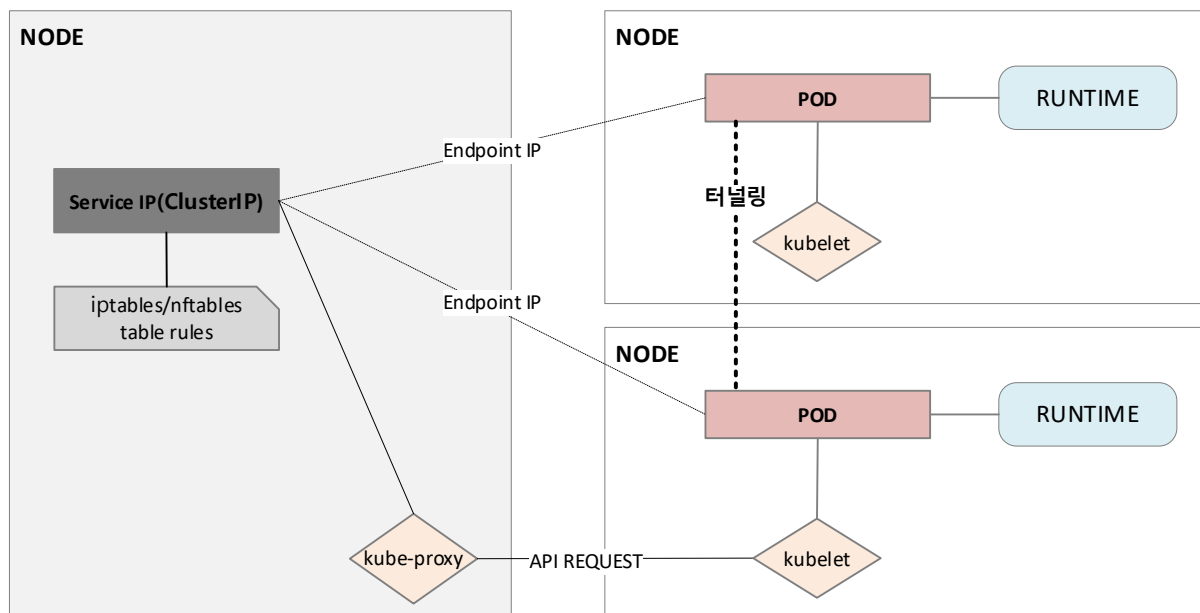 NODE
Service IP(ClusterIP)
iptables/nftables
table rules
kube-proxy
Endpoint IP
Endpoint IP
API REQUEST
NODE
POD
RUNTIME
터널링
kubelet
NODE
POD
RUNTIME
kubelet